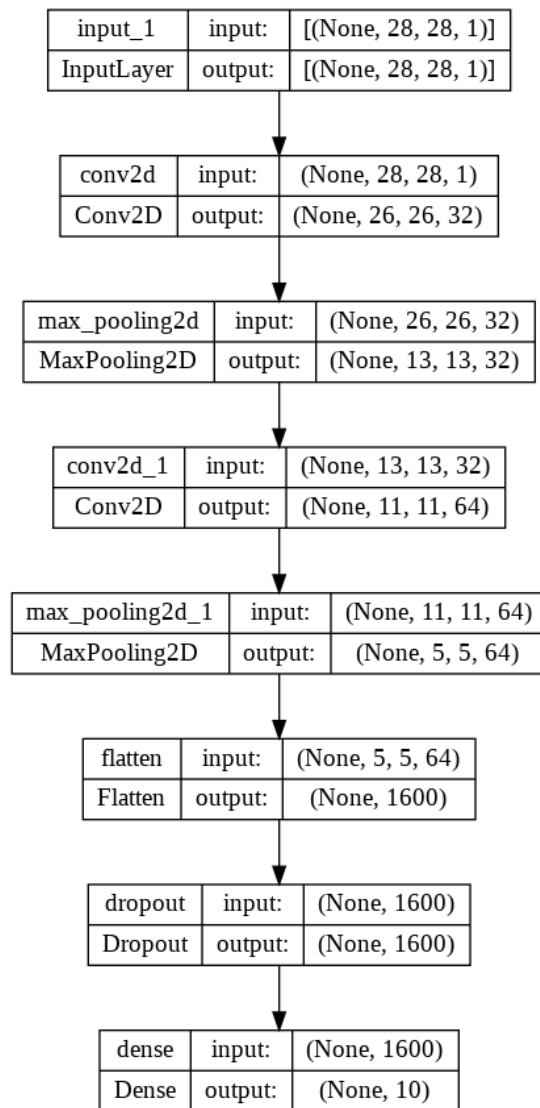 input_1 input: [(None, 28, 28, 1)]
InputLayer output: [(None, 28, 28, 1)]
conv2d input: (None, 28, 28, 1)
Conv2D output: (None, 26, 26, 32)
max_pooling2d input: (None, 26, 26, 32)
MaxPooling2D output: (None, 13, 13, 32)
conv2d_1 input: (None, 13, 13, 32)
Conv2D output: (None, 11, 11, 64)
max_pooling2d_1 input: (None, 11, 11, 64)
MaxPooling2D output: (None, 5, 5, 64)
flatten input: (None, 5, 5, 64)
Flatten output: (None, 1600)
dropout input: (None, 1600)
Dropout output: (None, 1600)
dense input: (None, 1600)
Dense output: (None, 10)